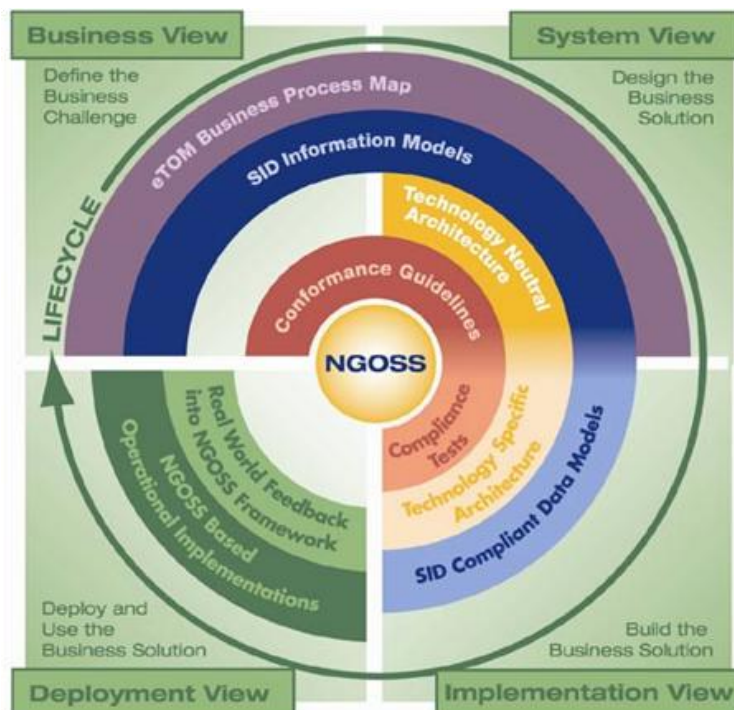 Business View
System View
Define the
Business
Challenge
Design the
Business
Solution
eTOM Business Process Map
SID Information Models
Technology Neutral
Architecture
Conformance Guidelines
LIFECYCLE
NGOSS
Compliance
Tests
Technology Specific
Architecture
SID Compliant Data Models
Real World Feedback
into NGOSS Framework
NGOSS Based
Operational Implementations
Deploy and
Use the
Business Solution
Build the
Business Solution
Deployment View
Implementation View